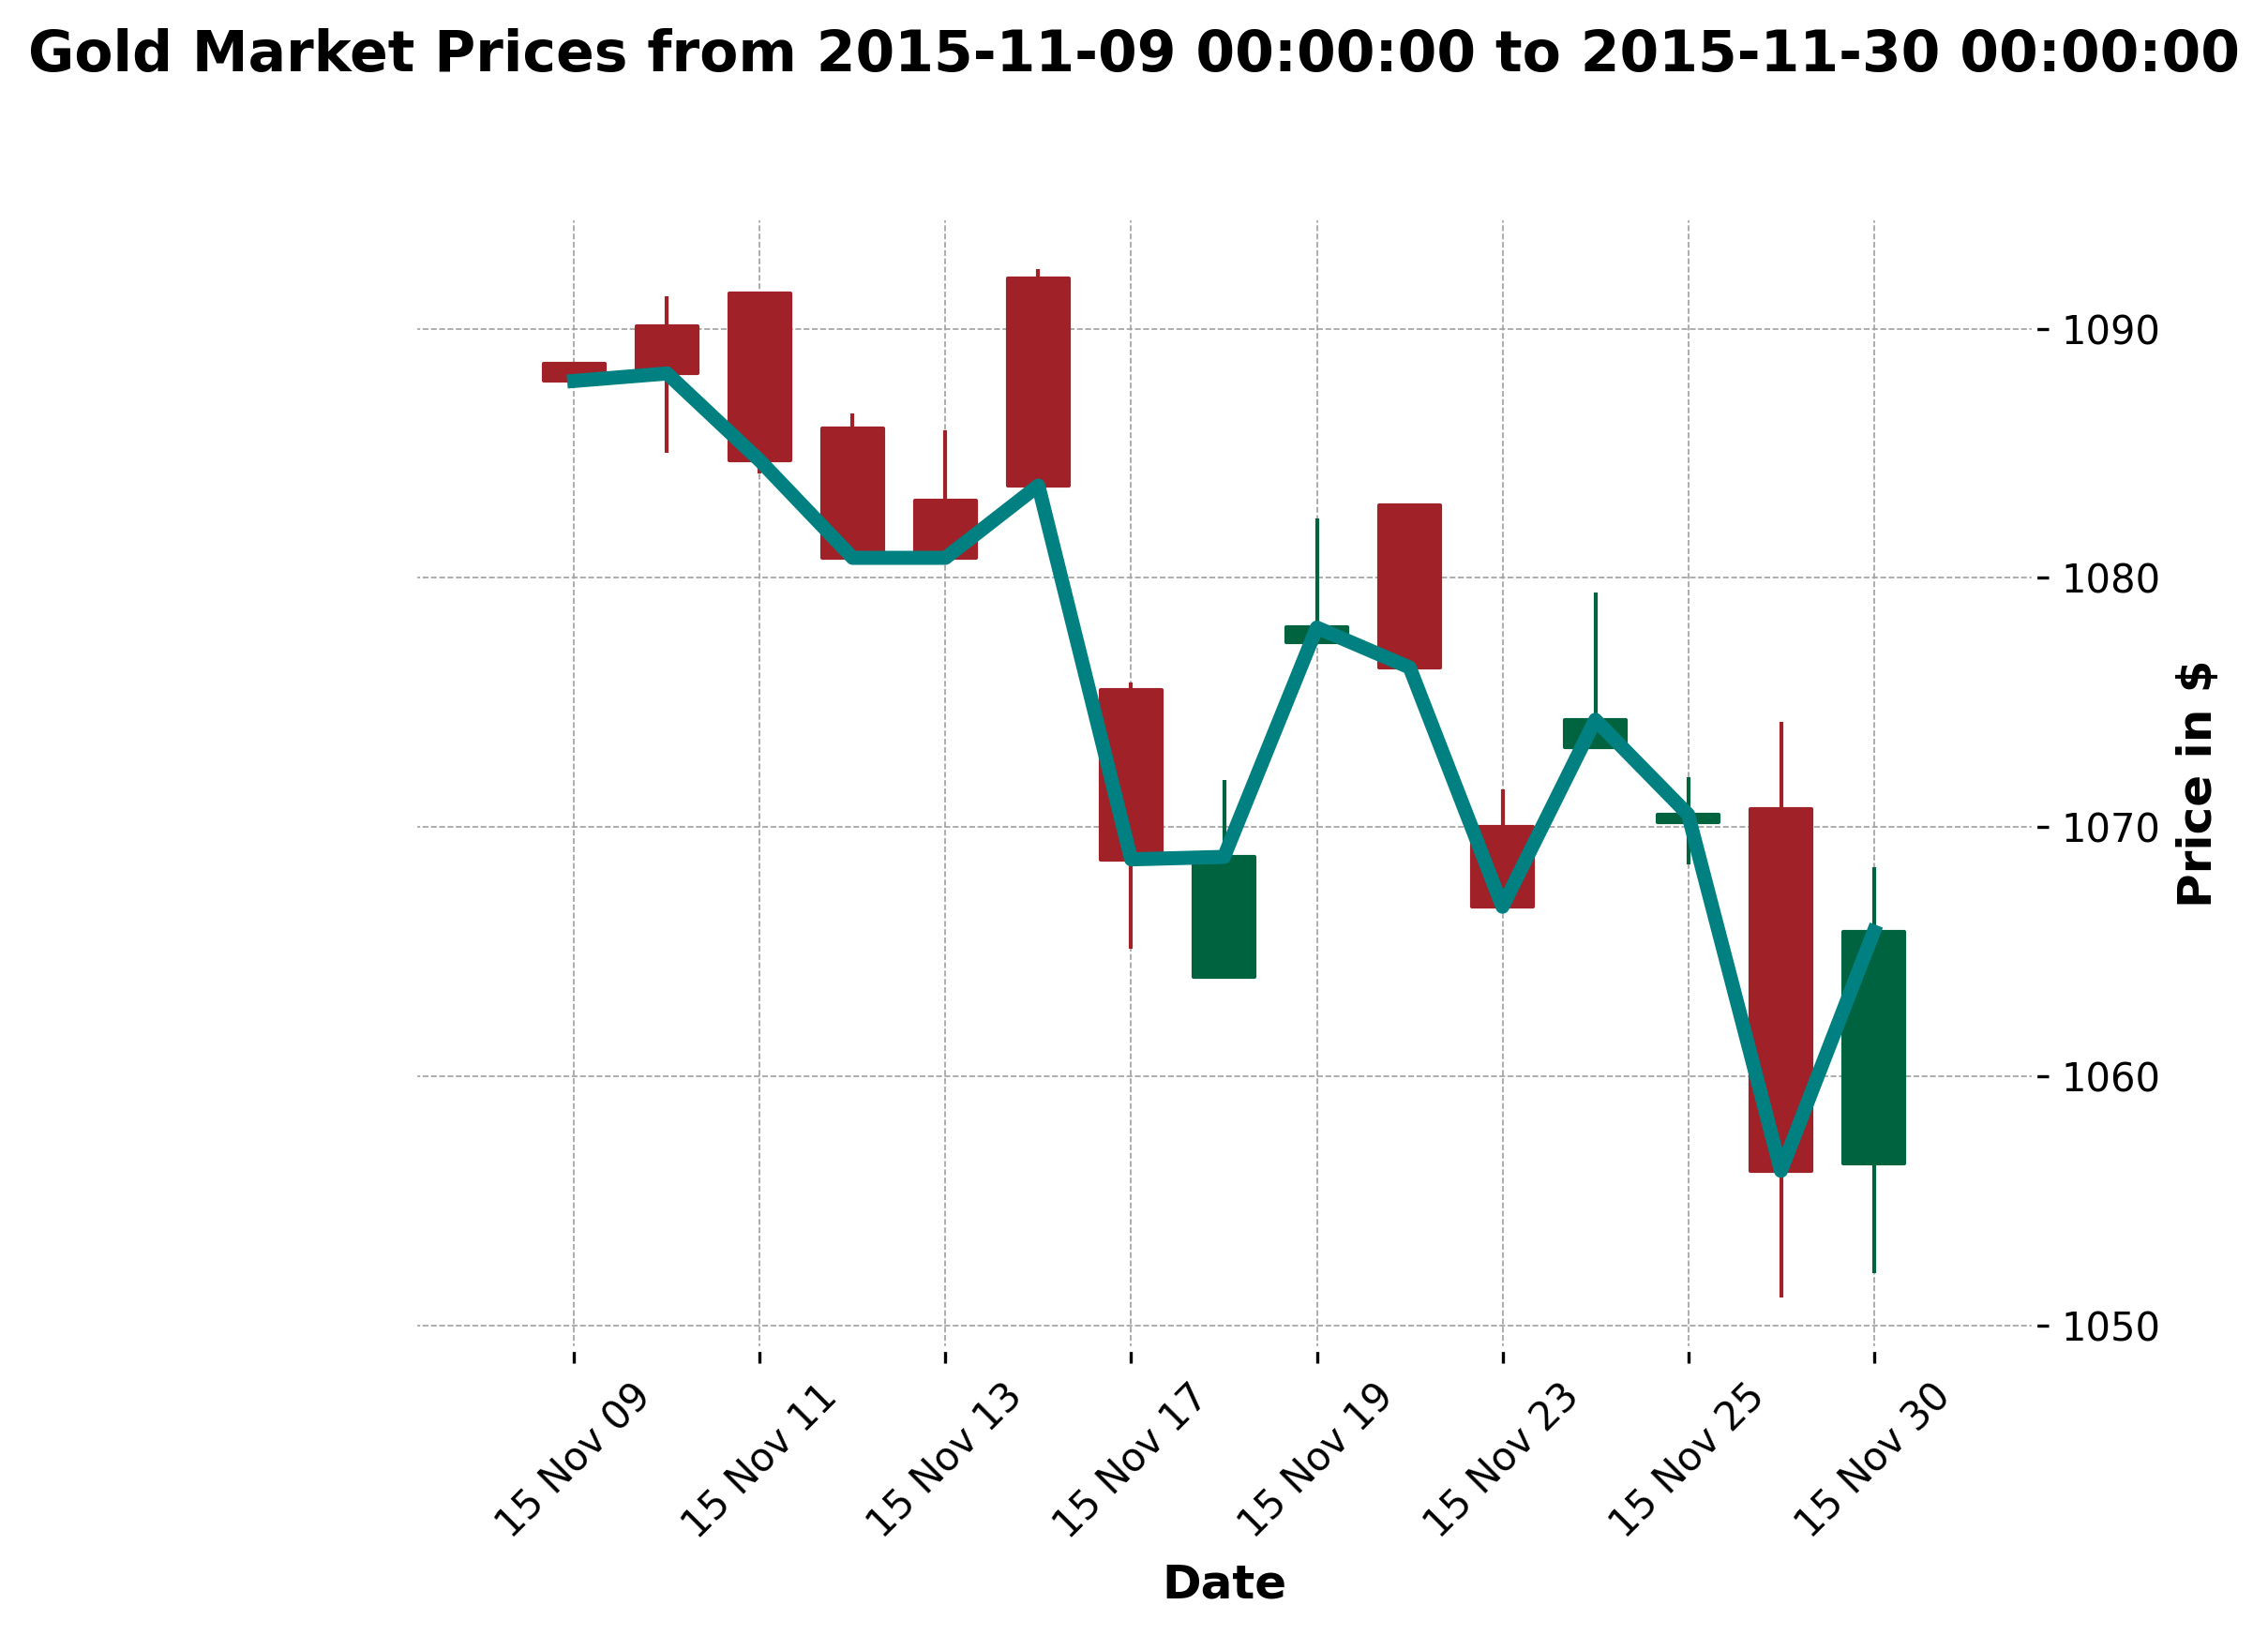 Gold Market Prices from 2015-11-09 00:00:00 to 2015-11-30 00:00:00
1090
1080
1070
1060
1050
Price in $
15 Nov 09
15 Nov 11
15 Nov 13
15 Nov 17
15 Nov 19
15 Nov 23
15 Nov 25
15 Nov 30
Date